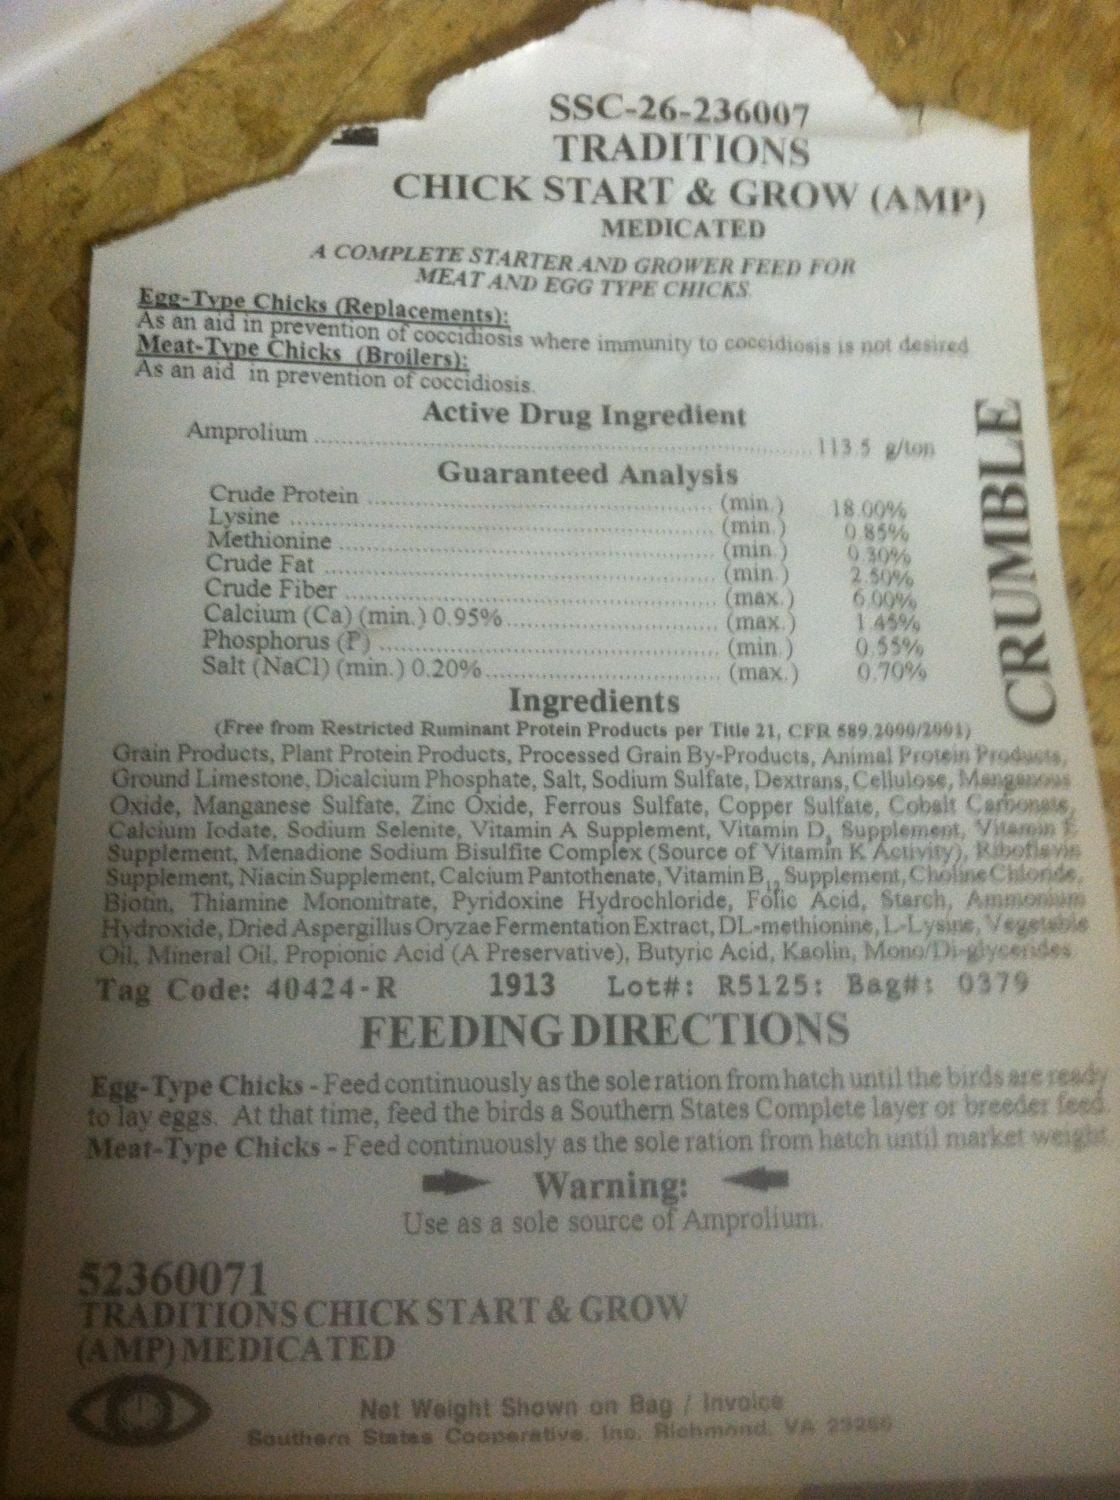 SSC-26-236007
TRADITIONS
CHICK START & GROW (AMP)
MEDICATED
A COMPLETE STARTER AND GROWER FEED FOR
MEAT AND EGG TYPE CHICKS.
Egg-Type Chicks (Replacements):
As an aid in prevention of coccidiosis where immunity to coccidiosis is not desired
Meat-Type Chicks (Broilers):
As an aid in prevention of coccidiosis.
Active Drug Ingredient
Amprolium ........................................ 113.5 g/ton
Guaranteed Analysis
Crude Protein ........................................ (min.) 18.00%
Lysine ........................................ (min.) 0.85%
Methionine ........................................ (min.) 0.30%
Crude Fat ........................................ (min.) 2.50%
Crude Fiber ........................................ (max.) 6.00%
Calcium (Ca) (min.) 0.95% ........................................ (max.) 1.45%
Phosphorus (P) ........................................ (min.) 0.55%
Salt (NaCl) (min.) 0.20% ........................................ (max.) 0.70%
CRUMBLE
Ingredients
(Free from Restricted Ruminant Protein Products per Title 21, CFR 589.2000/2001)
Grain Products, Plant Protein Products, Processed Grain By-Products, Animal Protein Products,
Ground Limestone, Dicalcium Phosphate, Salt, Sodium Sulfate, Dextrans, Cellulose, Manganous
Oxide, Manganese Sulfate, Zinc Oxide, Ferrous Sulfate, Copper Sulfate, Cobalt Carbonate,
Calcium Iodate, Sodium Selenite, Vitamin A Supplement, Vitamin D₃ Supplement, Vitamin E
Supplement, Menadione Sodium Bisulfite Complex (Source of Vitamin K Activity), Riboflavin
Supplement, Niacin Supplement, Calcium Pantothenate, Vitamin B₁₂ Supplement, Choline Chloride,
Biotin, Thiamine Mononitrate, Pyridoxine Hydrochloride, Folic Acid, Starch, Ammonium
Hydroxide, Dried Aspergillus Oryzae Fermentation Extract, DL-methionine, L-Lysine, Vegetable
Oil, Mineral Oil, Propionic Acid (A Preservative), Butyric Acid, Kaolin, Mono/Di-glycerides
Tag Code: 40424-R 1913 Lot#: R5125: Bag#: 0379
FEEDING DIRECTIONS
Egg-Type Chicks - Feed continuously as the sole ration from hatch until the birds are ready
to lay eggs. At that time, feed the birds a Southern States Complete layer or breeder feed.
Meat-Type Chicks - Feed continuously as the sole ration from hatch until market weight.
Warning:
Use as a sole source of Amprolium.
52360071
TRADITIONS CHICK START & GROW
(AMP) MEDICATED
Net Weight Shown on Bag / Invoice
Southern States Cooperative, Inc. Richmond, VA